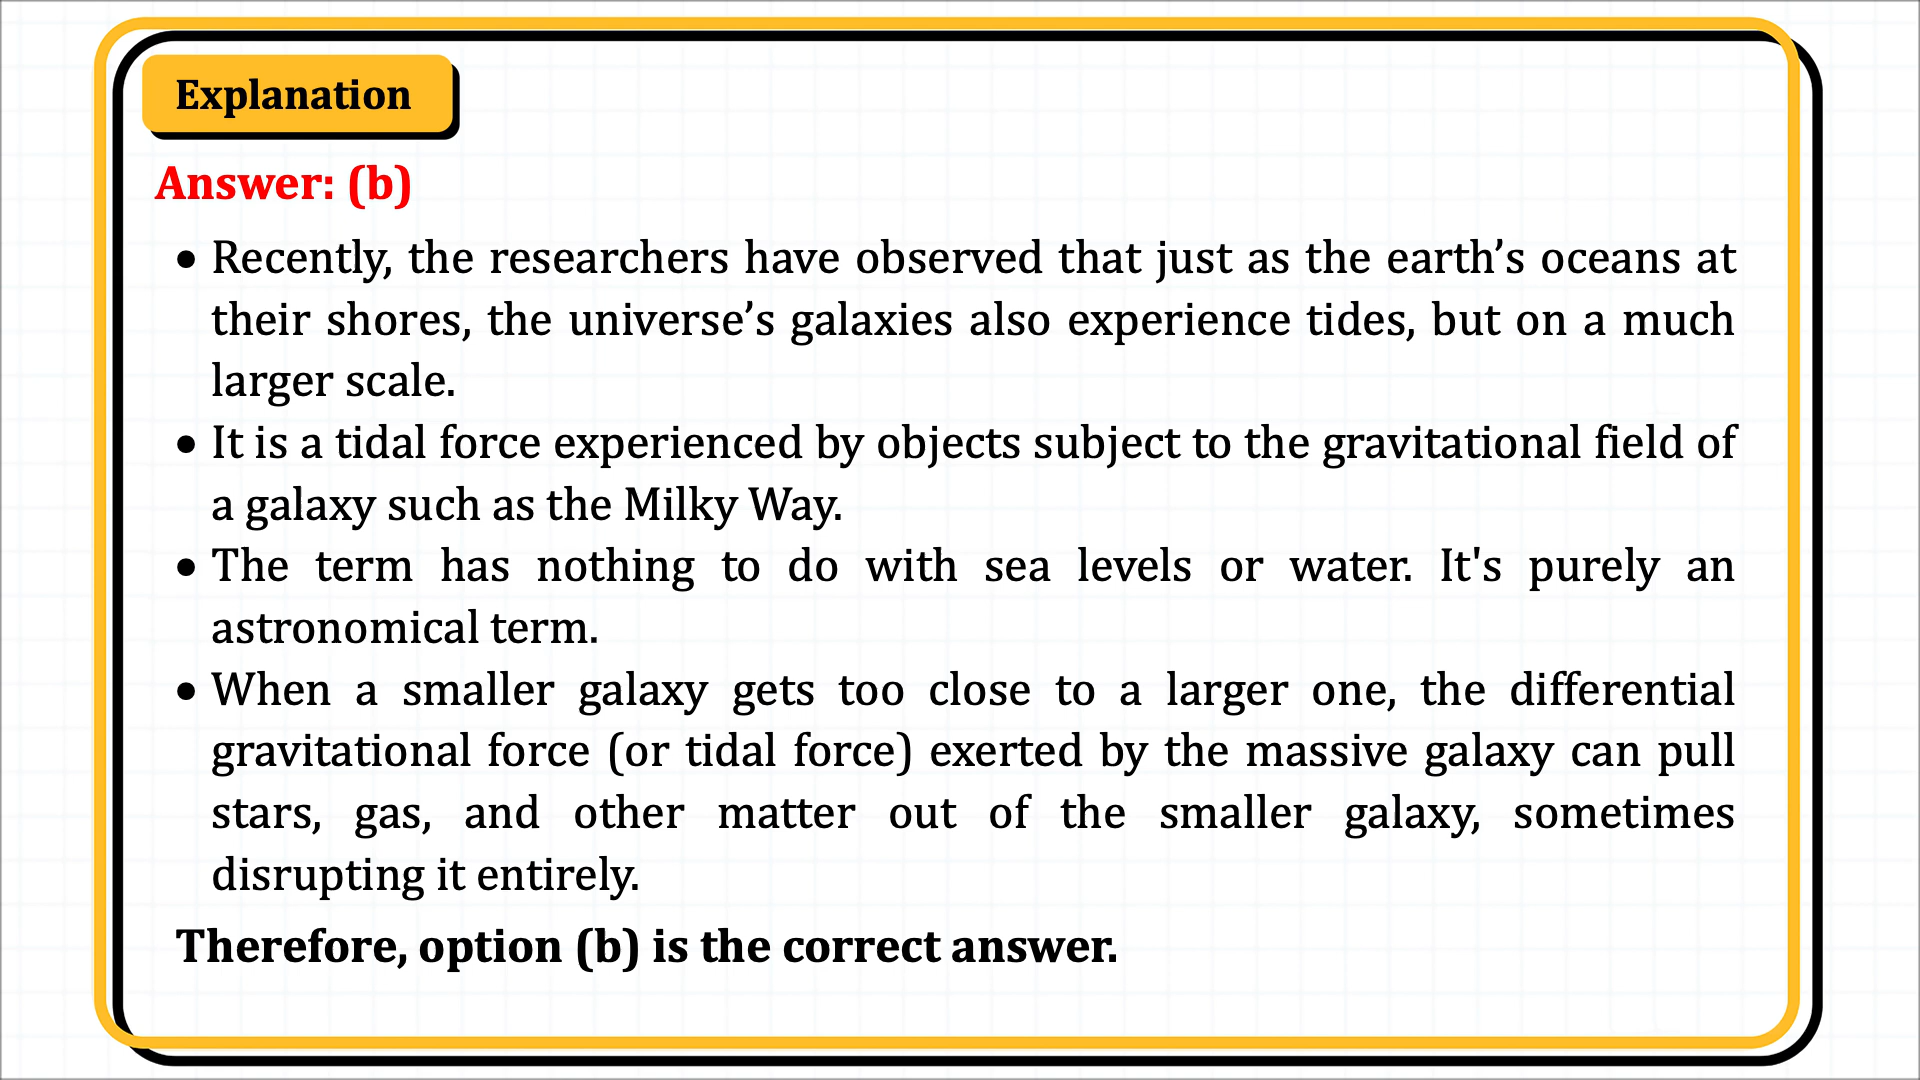 Explanation
Answer: (b)
• Recently, the researchers have observed that just as the earth’s oceans at
their shores, the universe’s galaxies also experience tides, but on a much
larger scale.
• It is a tidal force experienced by objects subject to the gravitational field of
a galaxy such as the Milky Way.
• The term has nothing to do with sea levels or water. It's purely an
astronomical term.
• When a smaller galaxy gets too close to a larger one, the differential
gravitational force (or tidal force) exerted by the massive galaxy can pull
stars, gas, and other matter out of the smaller galaxy, sometimes
disrupting it entirely.
Therefore, option (b) is the correct answer.